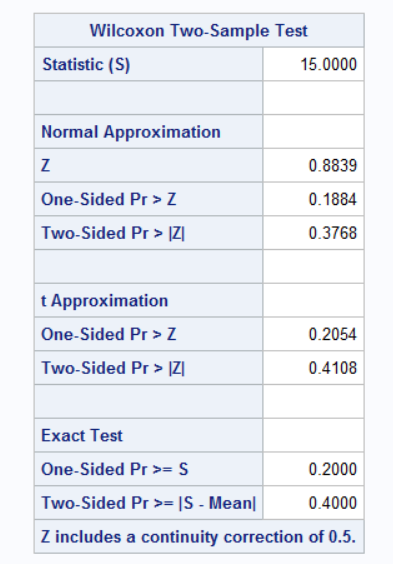 Wilcoxon Two-Sample Test
Statistic (S) 15.0000
Normal Approximation
Z 0.8839
One-Sided Pr > Z 0.1884
Two-Sided Pr > |Z| 0.3768
t Approximation
One-Sided Pr > Z 0.2054
Two-Sided Pr > |Z| 0.4108
Exact Test
One-Sided Pr >= S 0.2000
Two-Sided Pr >= |S - Mean| 0.4000
Z includes a continuity correction of 0.5.